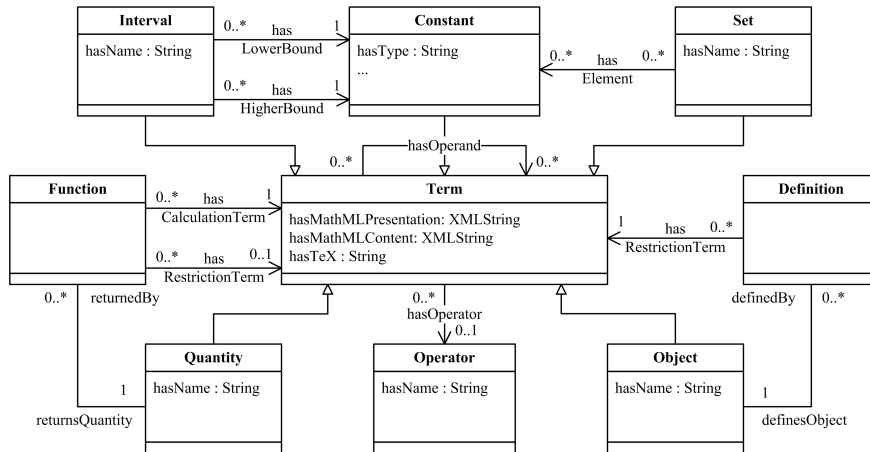 Interval
hasName : String
0..*
has
1
LowerBound
0..*
has
1
HigherBound
Constant
hasType : String
...
0..*
has
0..*
Element
Set
hasName : String
hasOperand
0..*
0..*
Function
0..*
has
1
CalculationTerm
0..*
has
0..1
RestrictionTerm
Term
hasMathMLPresentation: XMLString
hasMathMLContent: XMLString
hasTeX : String
1
has
0..*
RestrictionTerm
Definition
0..*
returnedBy
0..*
hasOperator
0..1
definedBy
0..*
Quantity
hasName : String
Operator
hasName : String
Object
hasName : String
1
returnsQuantity
1
definesObject